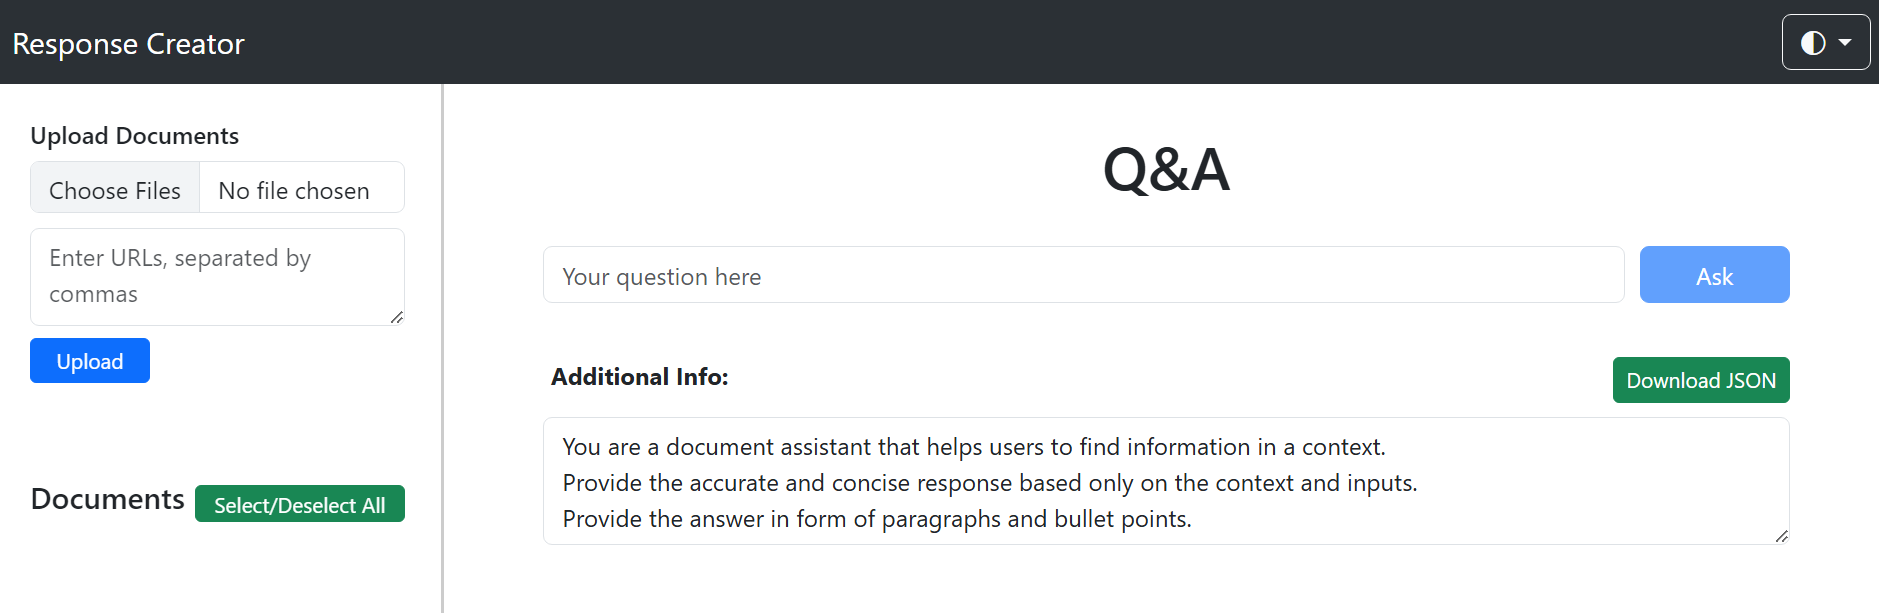 Response Creator
Upload Documents
Choose Files No file chosen
Enter URLs, separated by
commas
Upload
Documents Select/Deselect All
Q&A
Your question here Ask
Additional Info: Download JSON
You are a document assistant that helps users to find information in a context.
Provide the accurate and concise response based only on the context and inputs.
Provide the answer in form of paragraphs and bullet points.